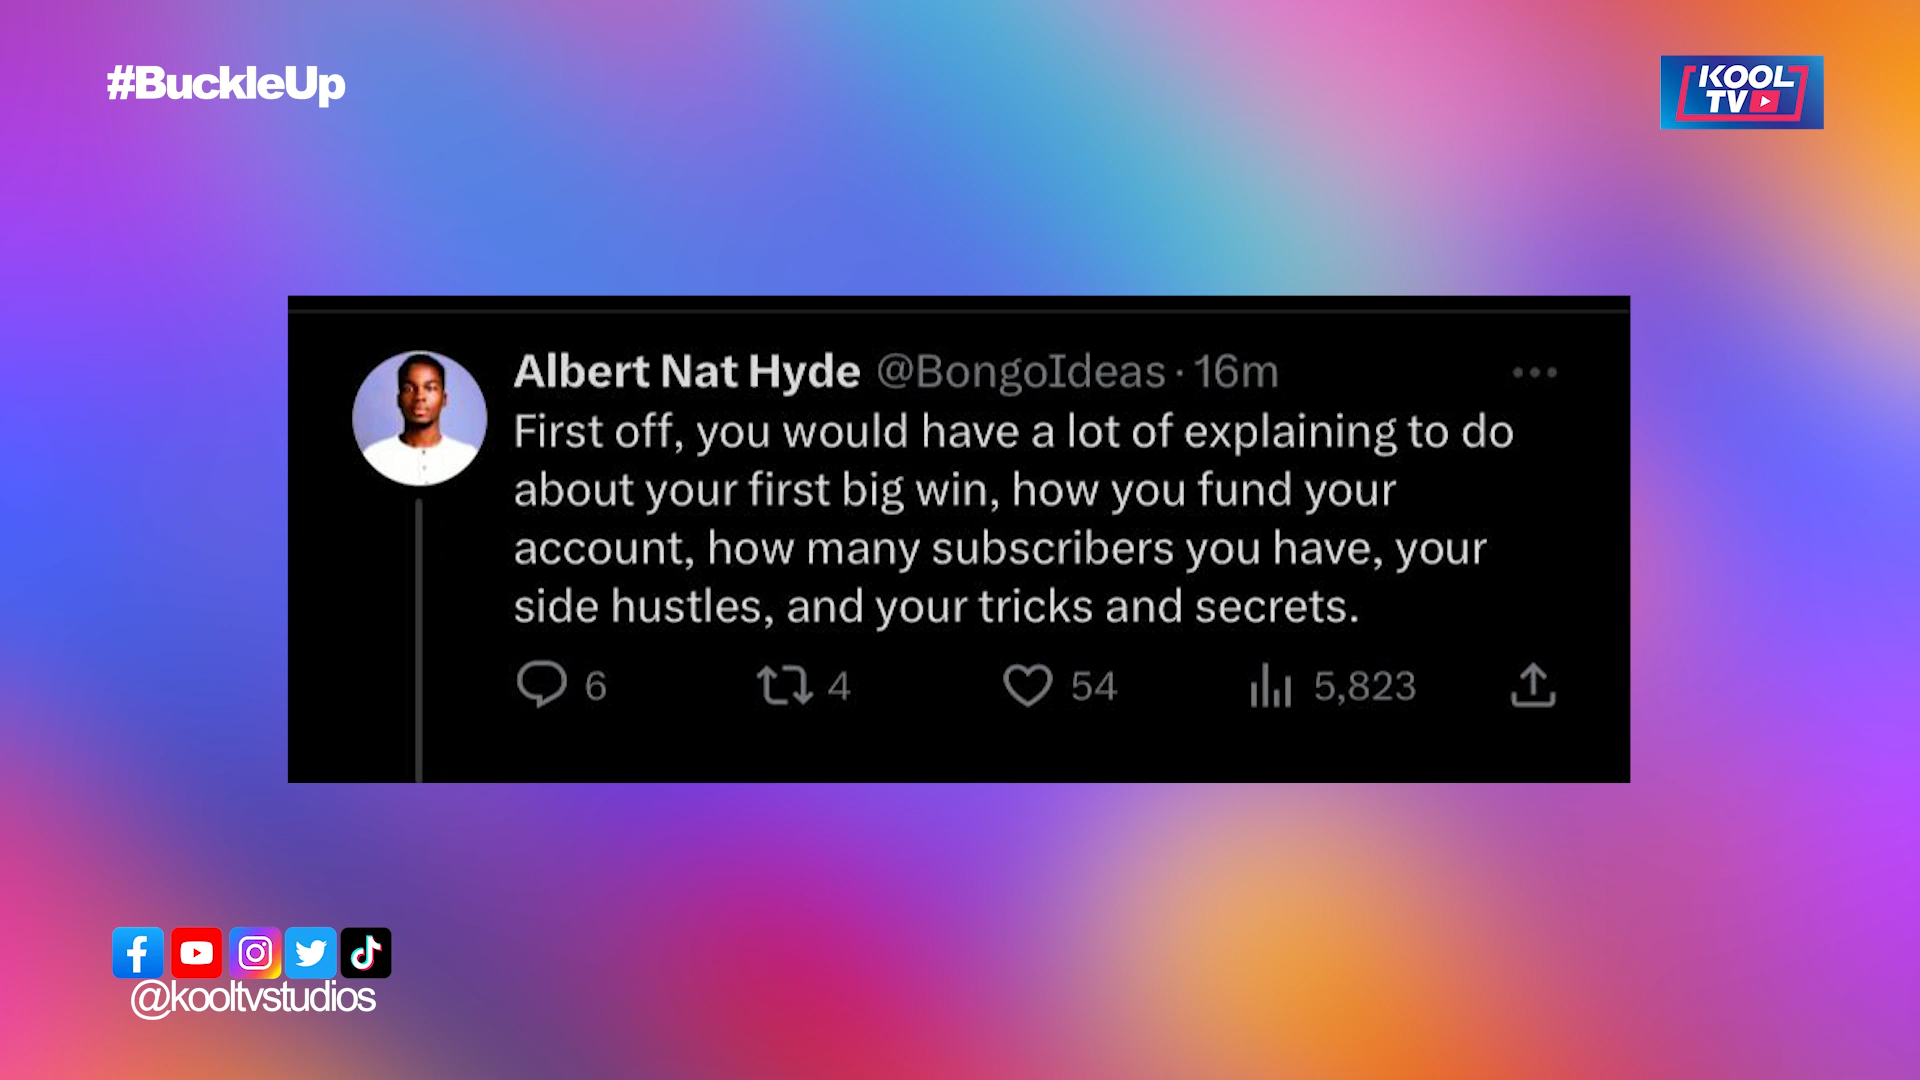 #BuckleUp
KOOL
TV
Albert Nat Hyde @BongoIdeas · 16m
First off, you would have a lot of explaining to do
about your first big win, how you fund your
account, how many subscribers you have, your
side hustles, and your tricks and secrets.
6 4 54 5,823
@kooltvstudios